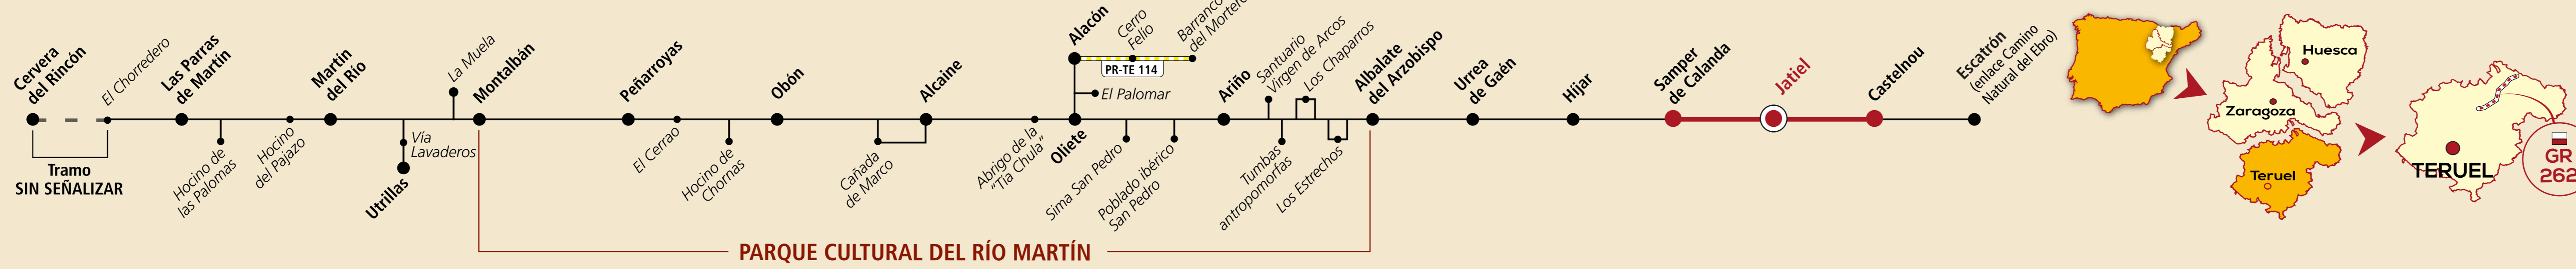 Cervera
del Rincón
El Chorredero
Tramo
SIN SEÑALIZAR
Las Parras
de Martín
Hocino de
las Palomas
Hocino
del Pajazo
Martín
del Río
Vía
Lavaderos
Utrillas
La Muela
Montalbán
Peñarroyas
El Cerrao
Hocino de
Chornas
Obón
Cañada
de Marco
Alcaine
Abrigo de la
"Tía Chula"
Oliete
Alacón
Cerro
Felio
Barranco
del Mortero
PR-TE 114
El Palomar
Sima San Pedro
Poblado ibérico
San Pedro
Ariño
Santuario
Virgen de Arcos
Tumbas
antropomorfas
Los Chaparros
Los Estrechos
Albalate
del Arzobispo
PARQUE CULTURAL DEL RÍO MARTÍN
Urrea
de Gaén
Híjar
Samper
de Calanda
Jatiel
Castelnou
Escatrón
(enlace Camino
Natural del Ebro)
Huesca
Zaragoza
Teruel
TERUEL
GR
262